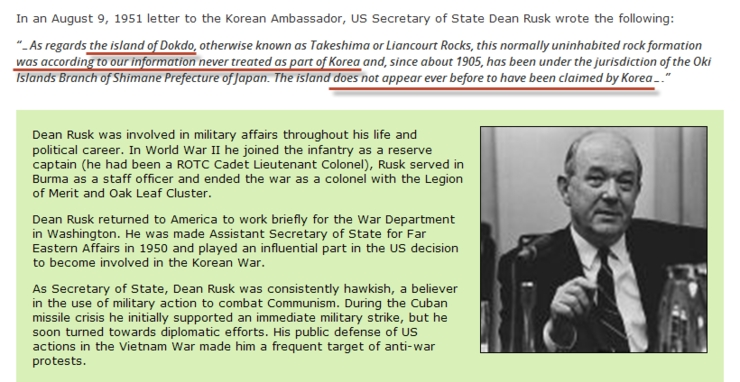 In an August 9, 1951 letter to the Korean Ambassador, US Secretary of State Dean Rusk wrote the following:
“…As regards the island of Dokdo, otherwise known as Takeshima or Liancourt Rocks, this normally uninhabited rock formation
was according to our information never treated as part of Korea and, since about 1905, has been under the jurisdiction of the Oki
Islands Branch of Shimane Prefecture of Japan. The island does not appear ever before to have been claimed by Korea….”
Dean Rusk was involved in military affairs throughout his life and
political career. In World War II he joined the infantry as a reserve
captain (he had been a ROTC Cadet Lieutenant Colonel), Rusk served in
Burma as a staff officer and ended the war as a colonel with the Legion
of Merit and Oak Leaf Cluster.
Dean Rusk returned to America to work briefly for the War Department
in Washington. He was made Assistant Secretary of State for Far
Eastern Affairs in 1950 and played an influential part in the US decision
to become involved in the Korean War.
As Secretary of State, Dean Rusk was consistently hawkish, a believer
in the use of military action to combat Communism. During the Cuban
missile crisis he initially supported an immediate military strike, but he
soon turned towards diplomatic efforts. His public defense of US
actions in the Vietnam War made him a frequent target of anti-war
protests.